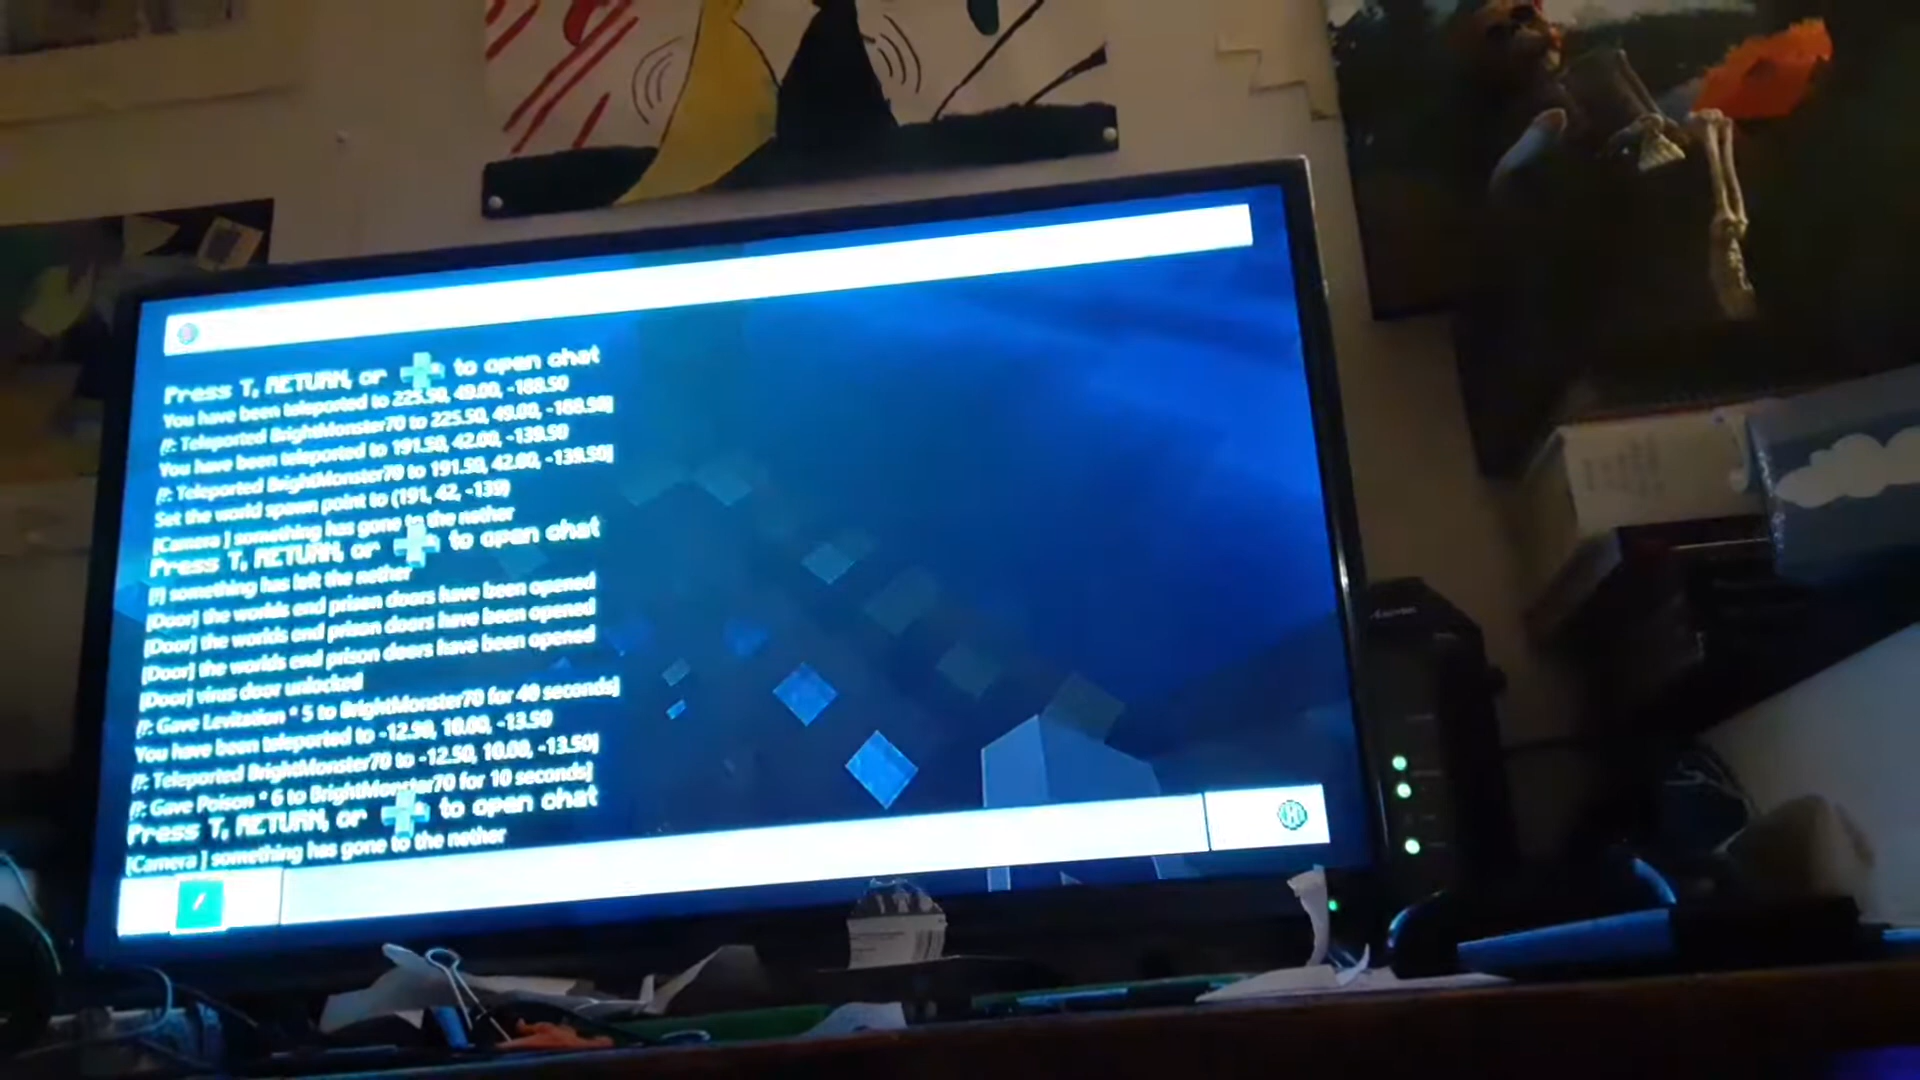 Press T, RETURN, or to open chat
You have been teleported to 225.50, 49.00, -188.50
[!: Teleported BrightMonster70 to 225.50, 49.00, -188.50]
You have been teleported to 191.50, 42.00, -139.50
[!: Teleported BrightMonster70 to 191.50, 42.00, -139.50]
Set the world spawn point to (191, 42, -139)
[Camera ] something has gone to the nether
Press T, RETURN, or to open chat
[!] something has left the nether
[Door] the worlds end prison doors have been opened
[Door] the worlds end prison doors have been opened
[Door] the worlds end prison doors have been opened
[Door] virus door unlocked
[!: Gave Levitation * 5 to BrightMonster70 for 40 seconds]
You have been teleported to -12.50, 10.00, -13.50
[!: Teleported BrightMonster70 to -12.50, 10.00, -13.50]
[!: Gave Poison * 6 to BrightMonster70 for 10 seconds]
Press T, RETURN, or to open chat
[Camera ] something has gone to the nether
/